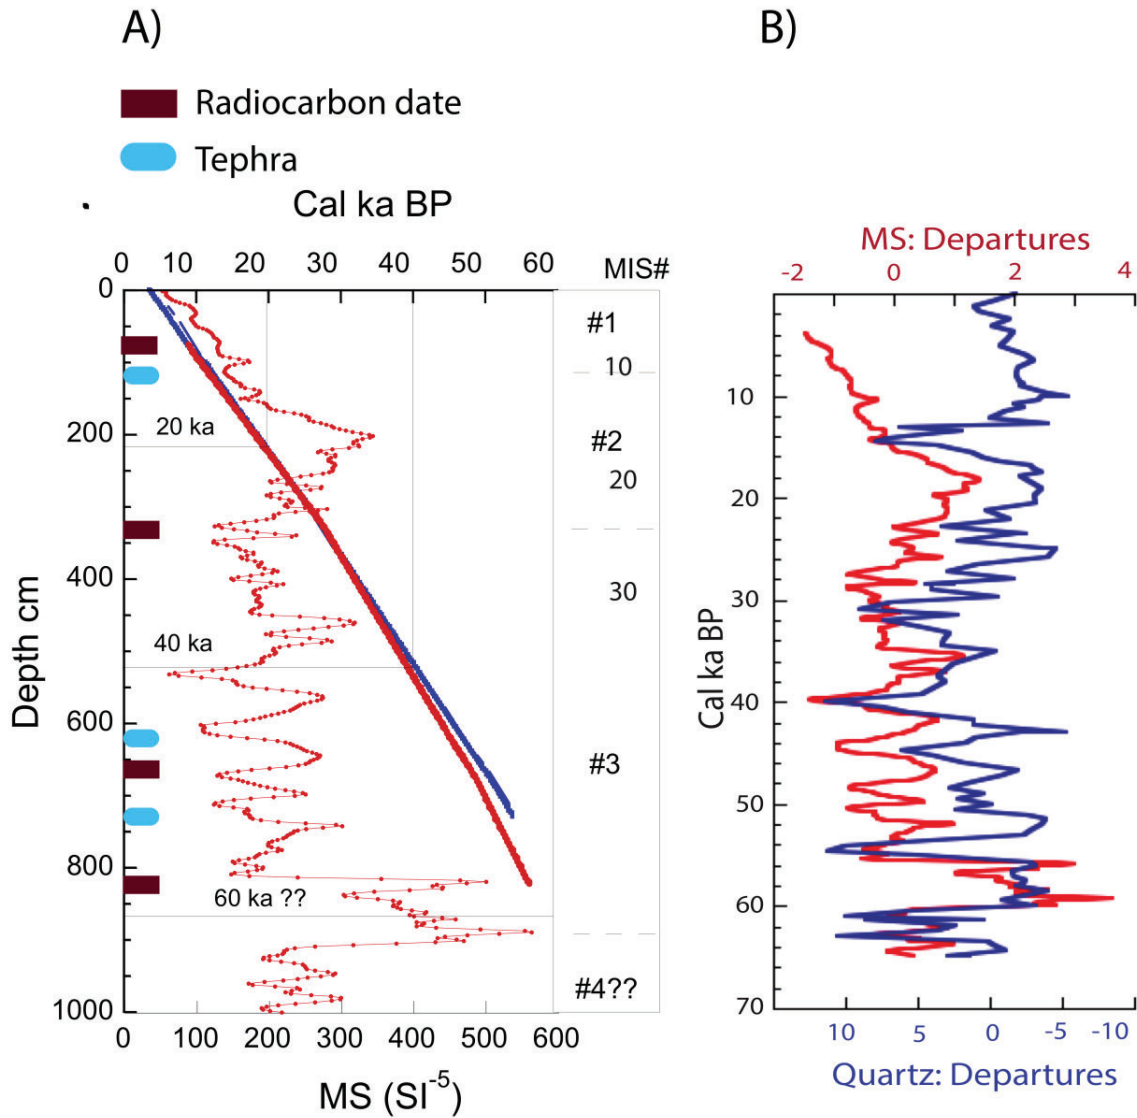 A)
B)
Radiocarbon date
Tephra
Cal ka BP
0 10 20 30 40 50 60
MIS#
MS: Departures
-2 0 2 4
0
200
400
600
800
1000
Depth cm
20 ka
40 ka
60 ka ??
#1
10
#2
20
30
#3
#4??
0 100 200 300 400 500 600
MS (SI⁻⁵)
10
20
30
40
50
60
70
Cal ka BP
10 5 0 -5 -10
Quartz: Departures